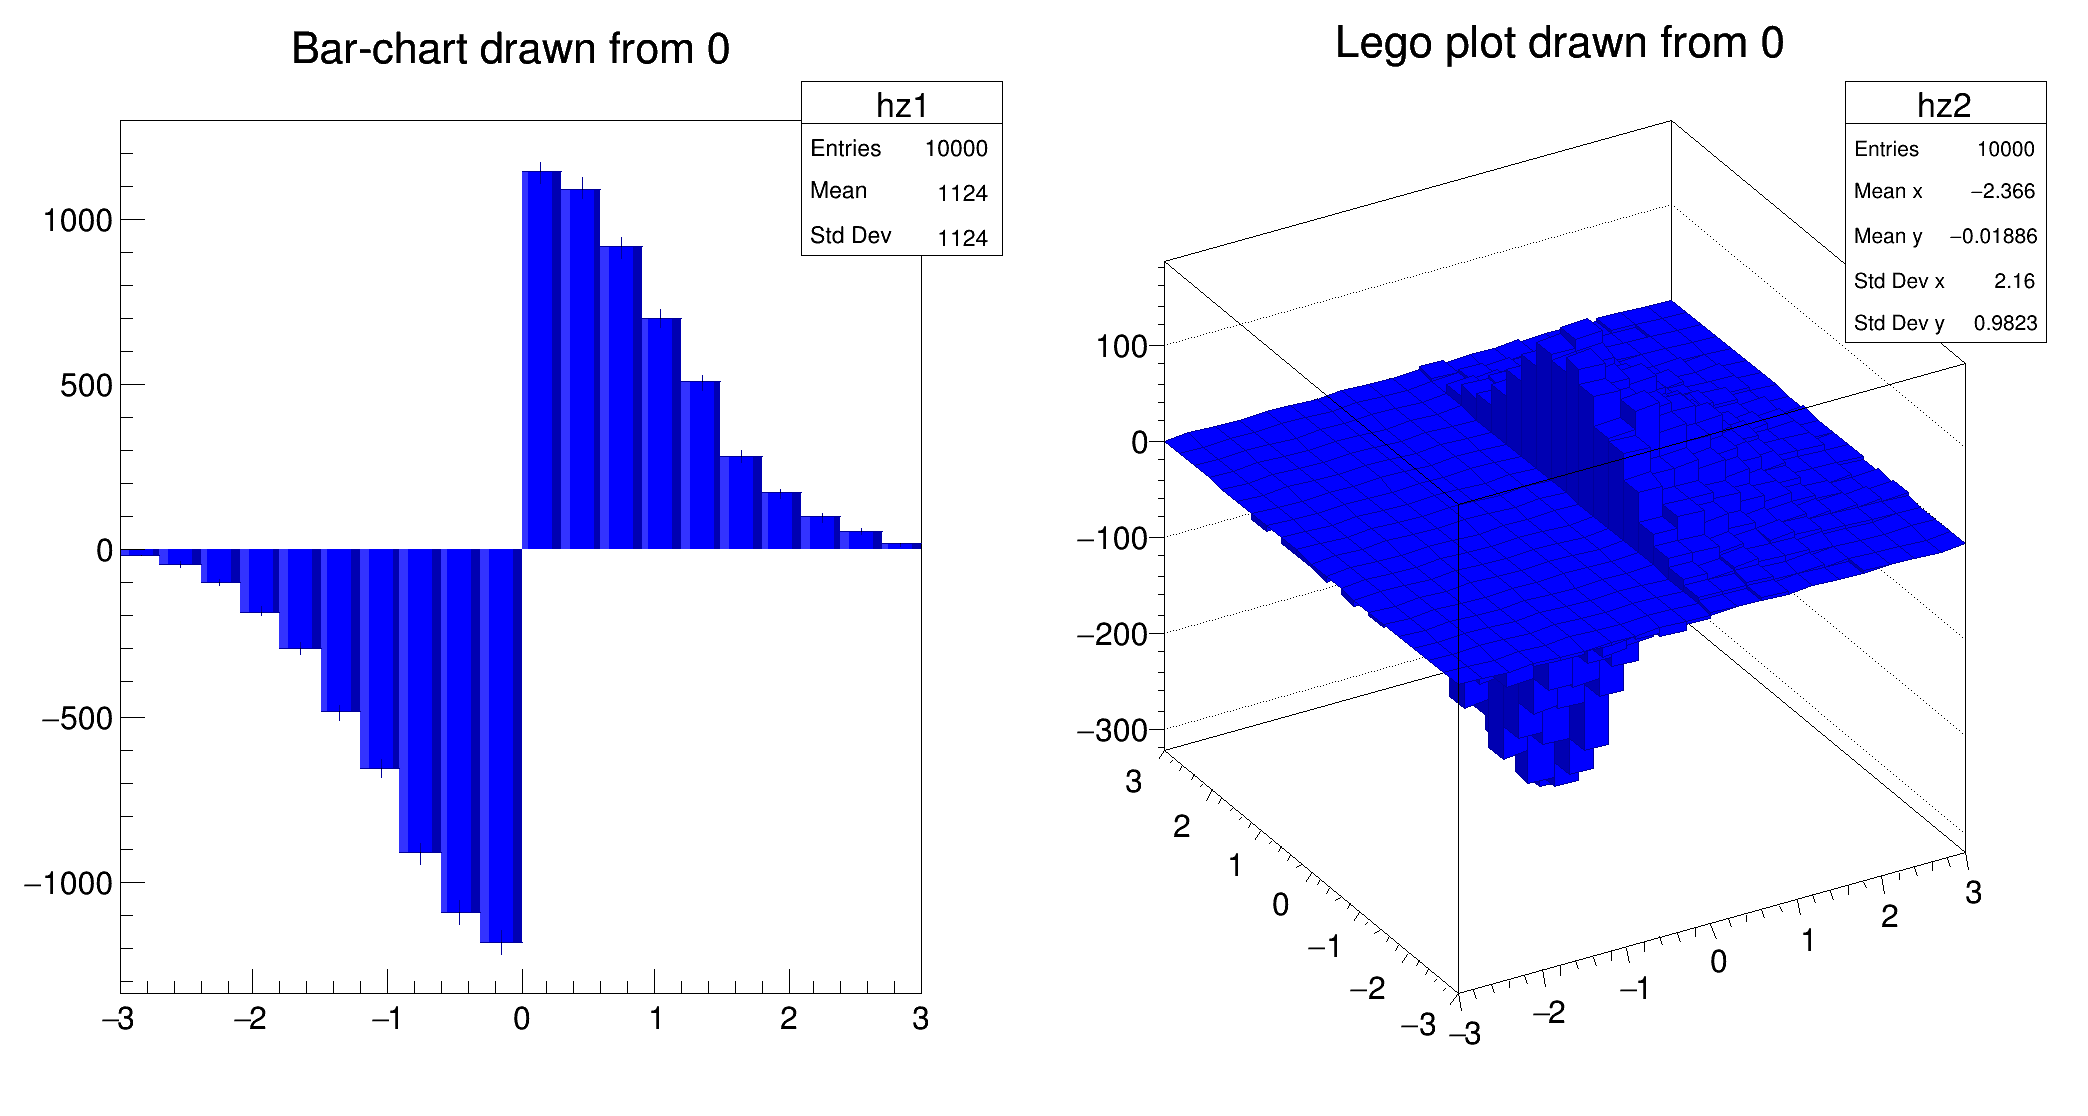 Bar-chart drawn from 0
hz1
Entries 10000
Mean 1124
Std Dev 1124
1000
500
0
−500
−1000
−3 −2 −1 0 1 2 3
Lego plot drawn from 0
hz2
Entries 10000
Mean x −2.366
Mean y −0.01886
Std Dev x 2.16
Std Dev y 0.9823
100
0
−100
−200
−300
3
2
1
0
−1
−2
−3
−3 −2 −1 0 1 2 3